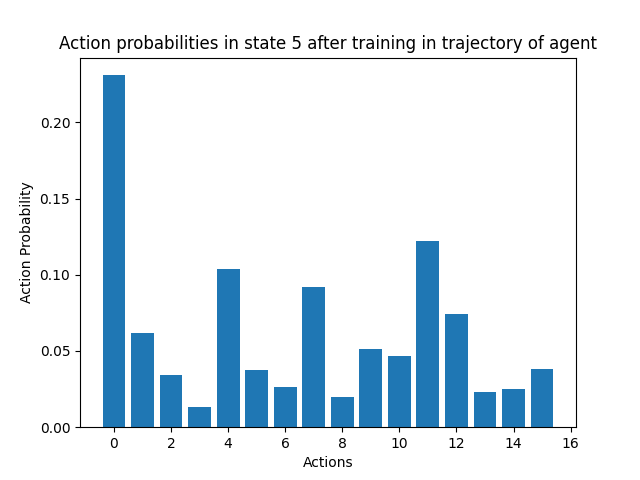 Action probabilities in state 5 after training in trajectory of agent
0.20
0.15
0.10
0.05
0.00
Action Probability
0 2 4 6 8 10 12 14 16
Actions